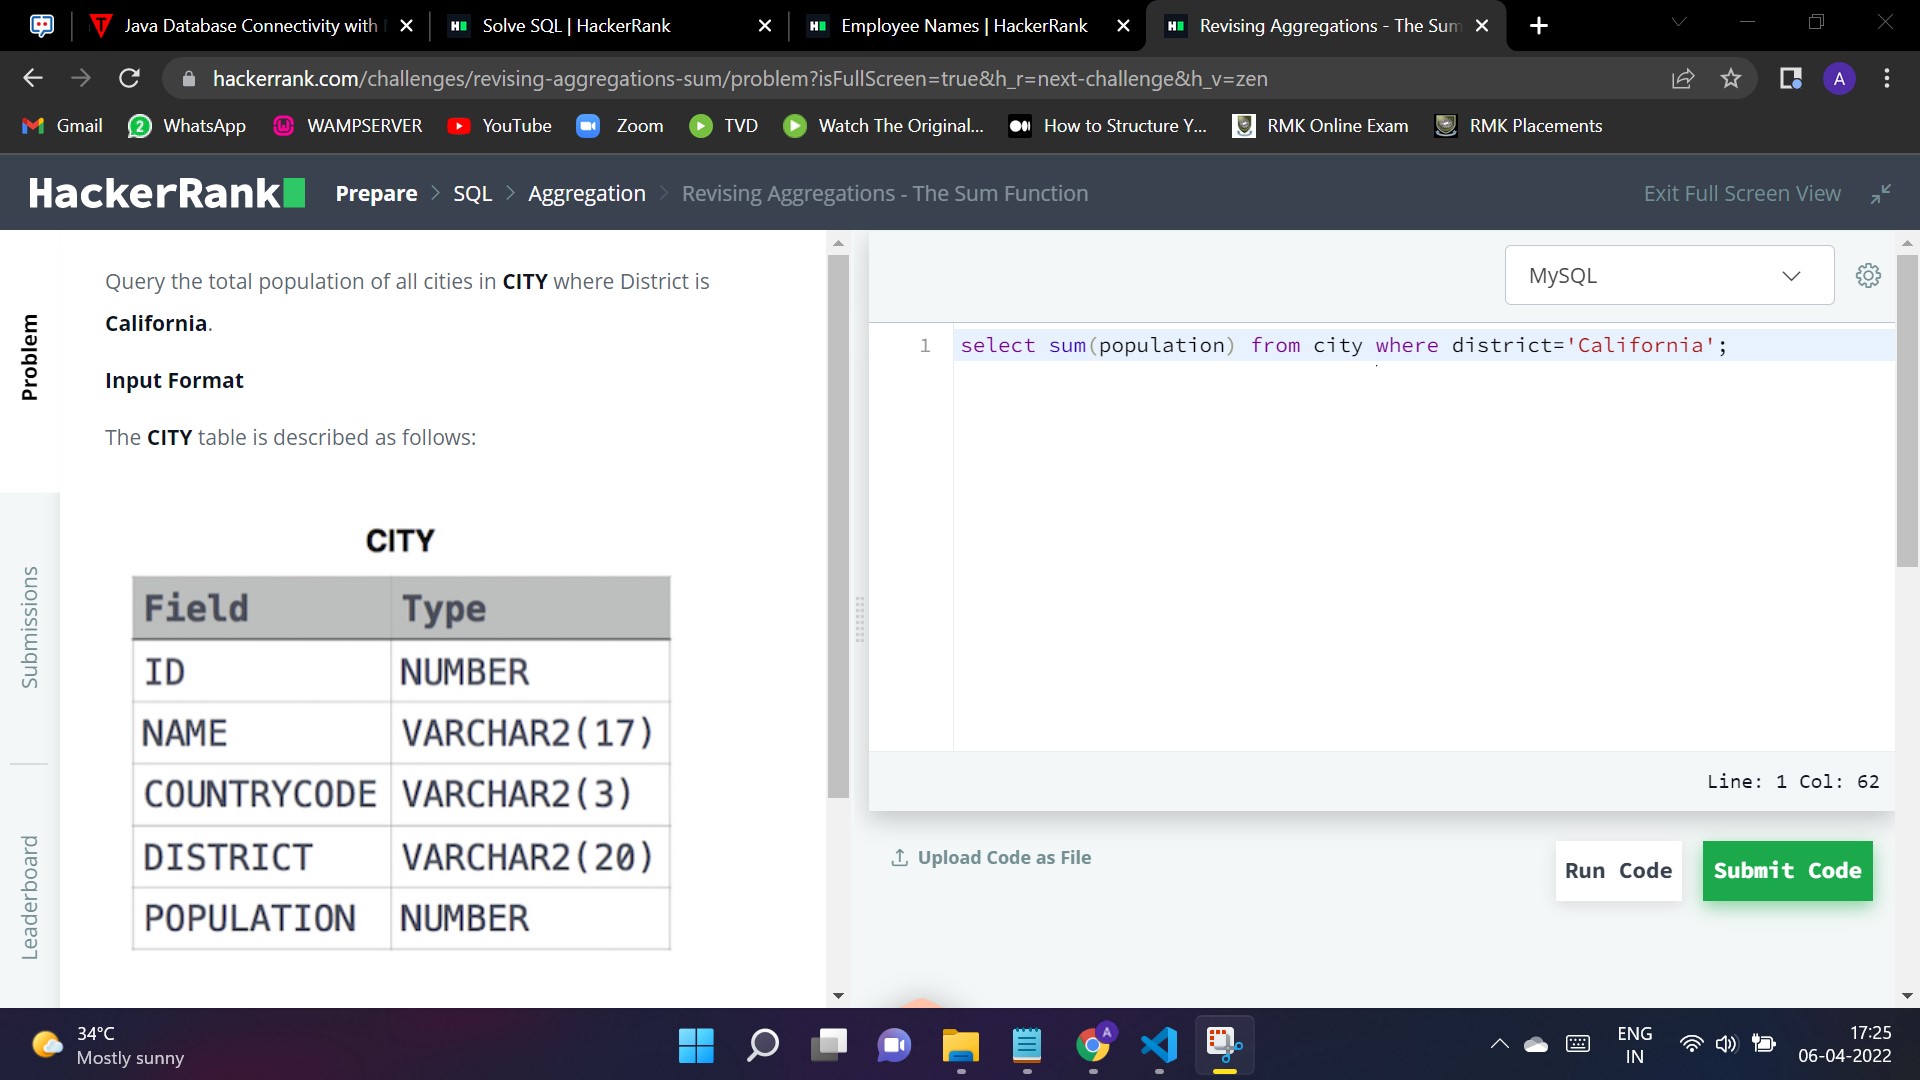 Java Database Connectivity with
Solve SQL | HackerRank
Employee Names | HackerRank
Revising Aggregations - The Sum
hackerrank.com/challenges/revising-aggregations-sum/problem?isFullScreen=true&h_r=next-challenge&h_v=zen
A
Gmail
2 WhatsApp
WAMPSERVER
YouTube
Zoom
TVD
Watch The Original...
How to Structure Y...
RMK Online Exam
RMK Placements
HackerRank
Prepare > SQL > Aggregation > Revising Aggregations - The Sum Function
Exit Full Screen View
Problem
Submissions
Leaderboard
Query the total population of all cities in CITY where District is
California.
Input Format
The CITY table is described as follows:
CITY
Field Type
ID NUMBER
NAME VARCHAR2(17)
COUNTRYCODE VARCHAR2(3)
DISTRICT VARCHAR2(20)
POPULATION NUMBER
MySQL
1 select sum(population) from city where district='California';
Line: 1 Col: 62
Upload Code as File
Run Code
Submit Code
34°C
Mostly sunny
A
ENG
IN
17:25
06-04-2022